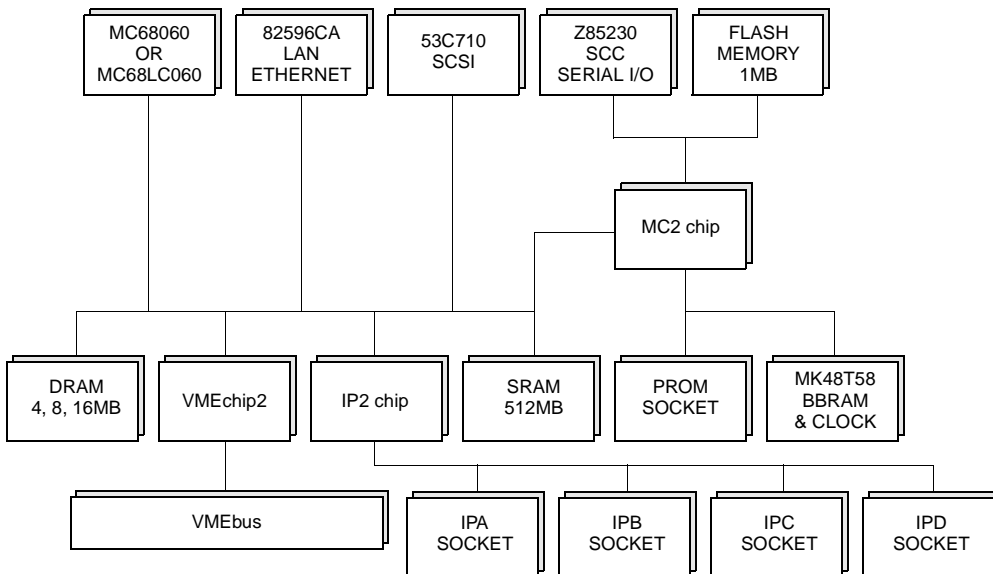 MC68060
OR
MC68LC060
82596CA
LAN
ETHERNET
53C710
SCSI
Z85230
SCC
SERIAL I/O
FLASH
MEMORY
1MB
MC2 chip
DRAM
4, 8, 16MB
VMEchip2
IP2 chip
SRAM
512MB
PROM
SOCKET
MK48T58
BBRAM
& CLOCK
VMEbus
IPA
SOCKET
IPB
SOCKET
IPC
SOCKET
IPD
SOCKET